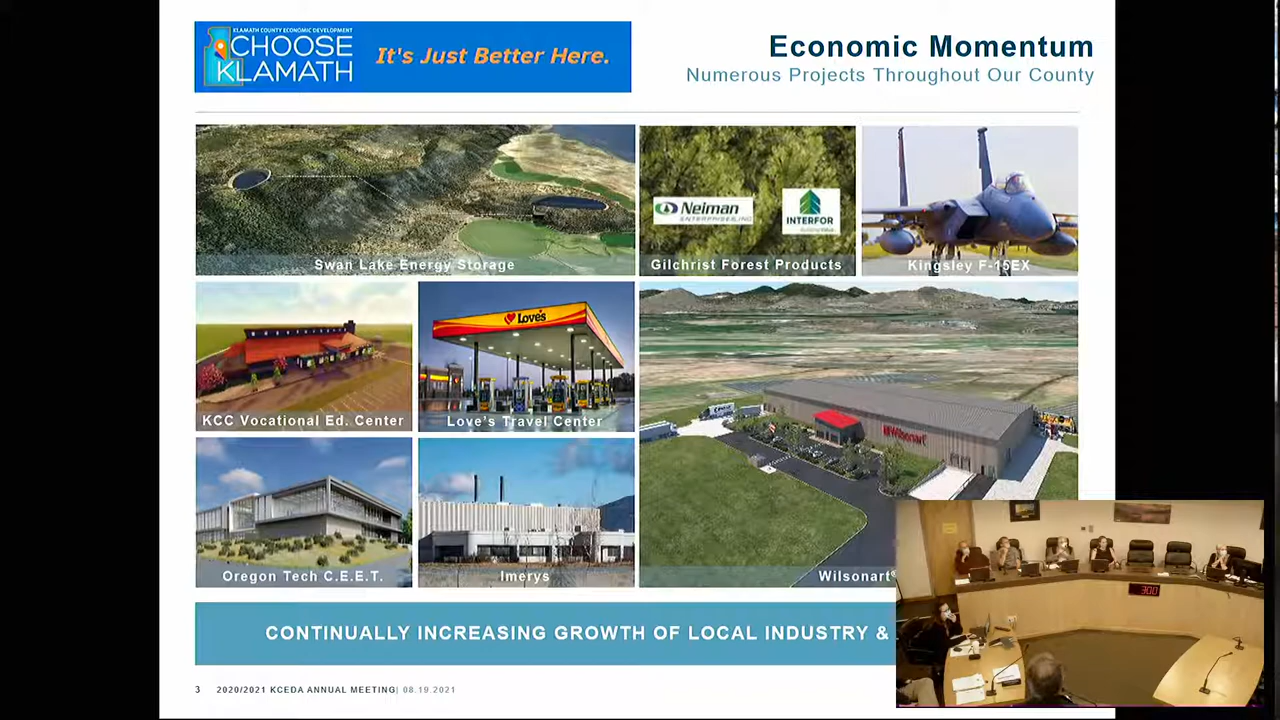 KLAMATH COUNTY ECONOMIC DEVELOPMENT
CHOOSE
KLAMATH
It's Just Better Here.
Economic Momentum
Numerous Projects Throughout Our County
Swan Lake Energy Storage
Neiman
ENTERPRISES, INC
INTERFOR
Gilchrist Forest Products
Kingsley F-15EX
KCC Vocational Ed. Center
Love's
Love's Travel Center
Wilsonart
Oregon Tech C.E.E.T.
Imerys
Wilsonart®
CONTINUALLY INCREASING GROWTH OF LOCAL INDUSTRY &
3 2020/2021 KCEDA ANNUAL MEETING| 08.19.2021
300